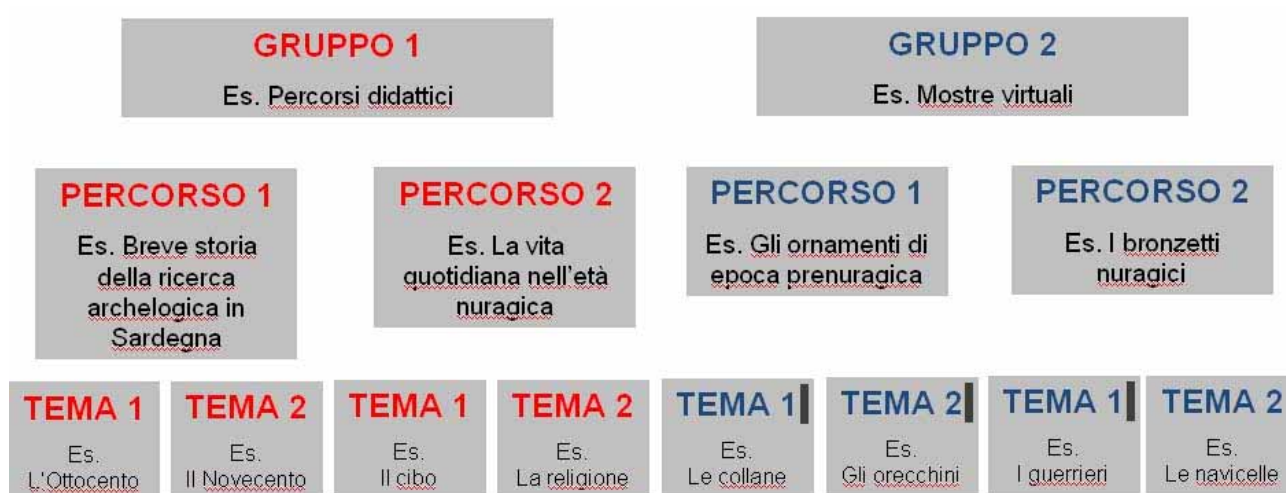 GRUPPO 1
Es. Percorsi didattici
GRUPPO 2
Es. Mostre virtuali
PERCORSO 1
Es. Breve storia
della ricerca
archelogica in
Sardegna
PERCORSO 2
Es. La vita
quotidiana nell'età
nuragica
PERCORSO 1
Es. Gli ornamenti di
epoca prenuragica
PERCORSO 2
Es. I bronzetti
nuragici
TEMA 1
Es.
L'Ottocento
TEMA 2
Es.
Il Novecento
TEMA 1
Es.
Il cibo
TEMA 2
Es.
La religione
TEMA 1
Es.
Le collane
TEMA 2
Es.
Gli orecchini
TEMA 1
Es.
I guerrieri
TEMA 2
Es.
Le navicelle